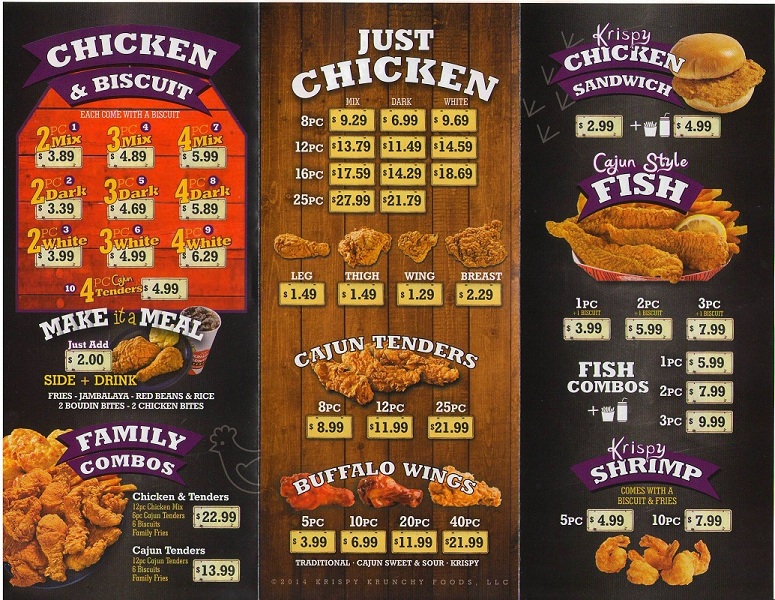 CHICKEN
& BISCUIT
EACH COME WITH A BISCUIT
2PC Mix 1 3PC Mix 4 4PC Mix 7
$3.89 $4.89 $5.99
2PC Dark 2 3PC Dark 5 4PC Dark 8
$3.39 $4.69 $5.89
2PC White 3 3PC White 6 4PC White 9
$3.99 $4.99 $6.29
10 4PC Cajun Tenders $4.99
MAKE it a MEAL
Just Add
$2.00
SIDE + DRINK
FRIES - JAMBALAYA - RED BEANS & RICE
2 BOUDIN BITES - 2 CHICKEN BITES
FAMILY
COMBOS
Chicken & Tenders
12pc Chicken Mix
6pc Cajun Tenders
6 Biscuits
Family Fries
$22.99
Cajun Tenders
12pc Cajun Tenders
6 Biscuits
Family Fries
$13.99
JUST
CHICKEN
MIX DARK WHITE
8PC $9.29 $6.99 $9.69
12PC $13.79 $11.49 $14.59
16PC $17.59 $14.29 $18.69
25PC $27.99 $21.79
LEG THIGH WING BREAST
$1.49 $1.49 $1.29 $2.29
CAJUN TENDERS
8PC 12PC 25PC
$8.99 $11.99 $21.99
BUFFALO WINGS
5PC 10PC 20PC 40PC
$3.99 $6.99 $11.99 $21.99
TRADITIONAL · CAJUN SWEET & SOUR · KRISPY
©2014 KRISPY KRUNCHY FOODS, LLC
Krispy
CHICKEN
SANDWICH
$2.99 + $4.99
Cajun Style
FISH
1PC 2PC 3PC
+1 BISCUIT +1 BISCUIT +1 BISCUIT
$3.99 $5.99 $7.99
FISH
COMBOS
+
1PC $5.99
2PC $7.99
3PC $9.99
Krispy
SHRIMP
COMES WITH A
BISCUIT & FRIES
5PC $4.99 10PC $7.99